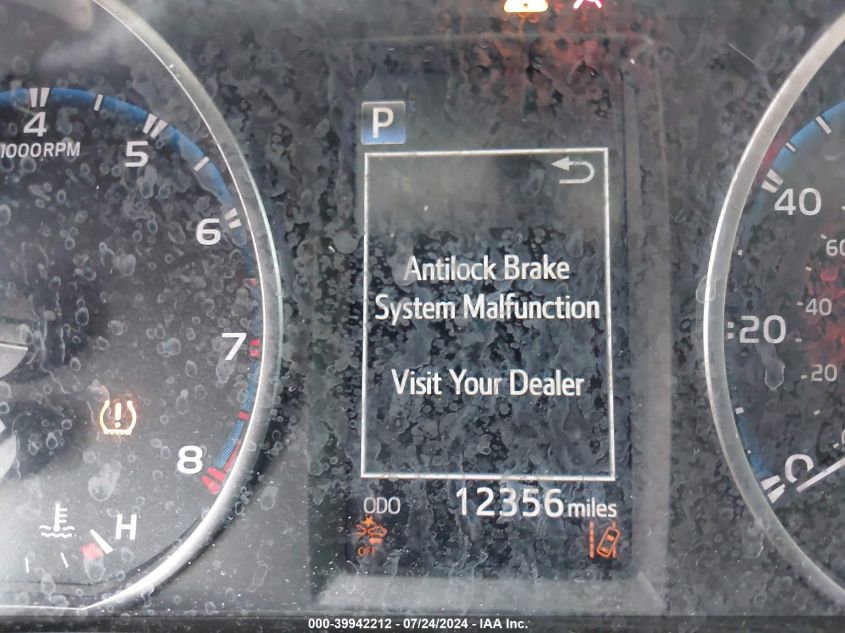 P
4
1000RPM
5
6
7
8
H
Antilock Brake
System Malfunction
Visit Your Dealer
ODO 12356 miles
OFF
40
60
40
20
20
0
000-39942212 - 07/24/2024 - IAA Inc.